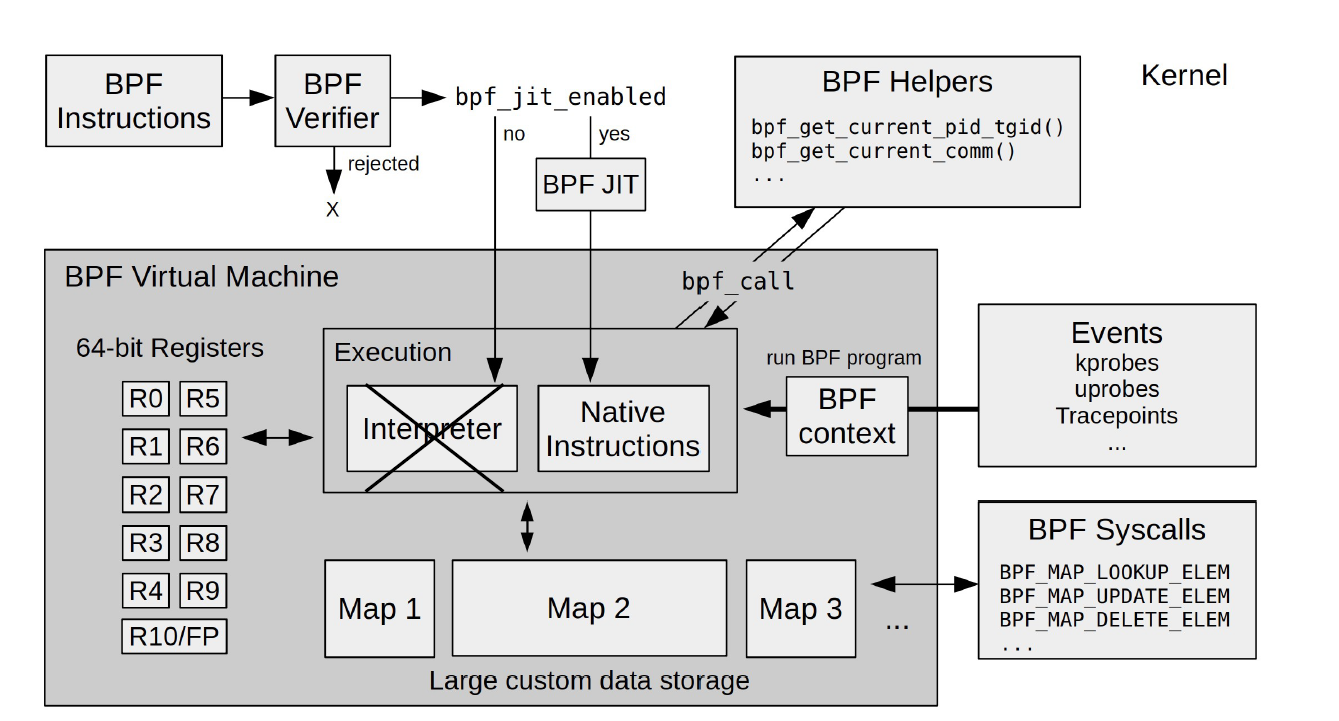 BPF
Instructions
BPF
Verifier
bpf_jit_enabled
no
yes
rejected
X
BPF JIT
BPF Helpers
bpf_get_current_pid_tgid()
bpf_get_current_comm()
...
Kernel
BPF Virtual Machine
bpf_call
64-bit Registers
R0 R5
R1 R6
R2 R7
R3 R8
R4 R9
R10/FP
Execution
Interpreter
Native
Instructions
run BPF program
BPF
context
Events
kprobes
uprobes
Tracepoints
...
Map 1
Map 2
Map 3
...
Large custom data storage
BPF Syscalls
BPF_MAP_LOOKUP_ELEM
BPF_MAP_UPDATE_ELEM
BPF_MAP_DELETE_ELEM
...